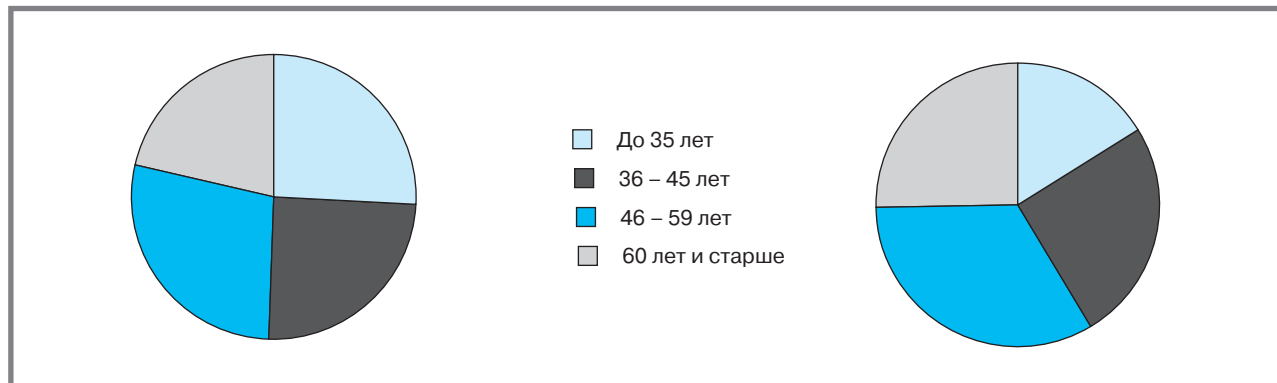 До 35 лет
36 – 45 лет
46 – 59 лет
60 лет и старше